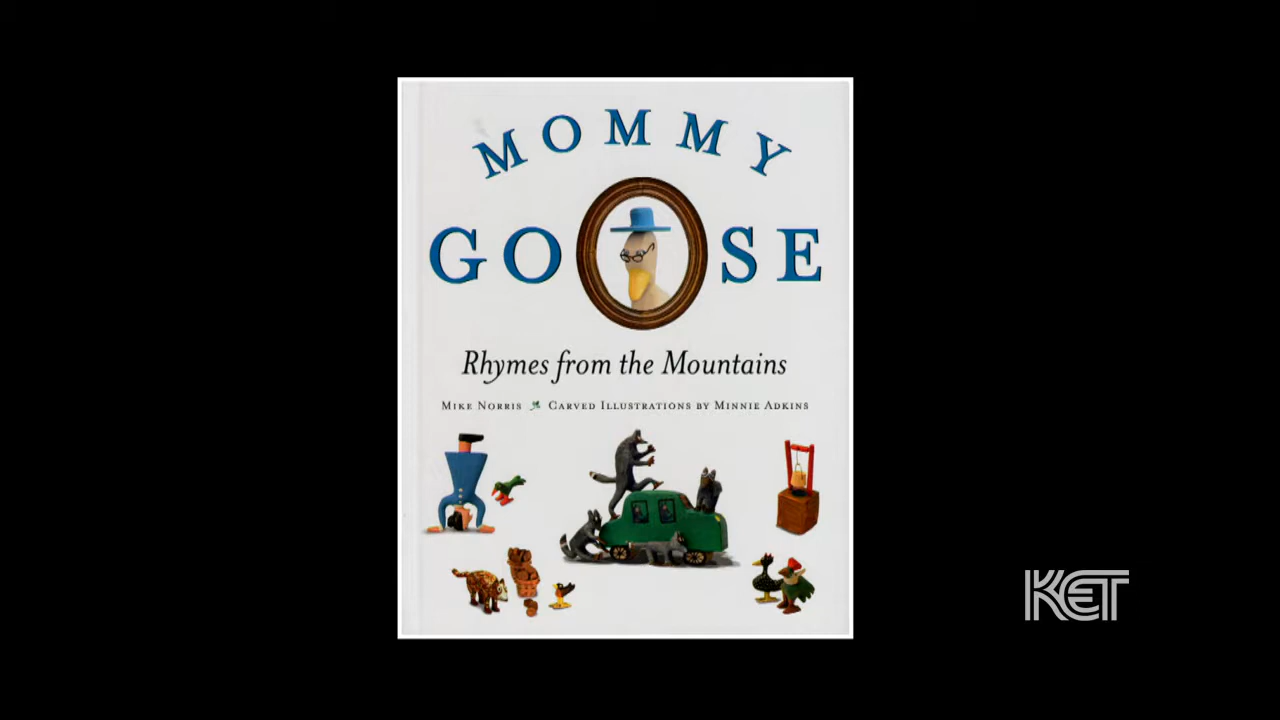 MOMMY
GOOSE
Rhymes from the Mountains
MIKE NORRIS CARVED ILLUSTRATIONS BY MINNIE ADKINS
KET